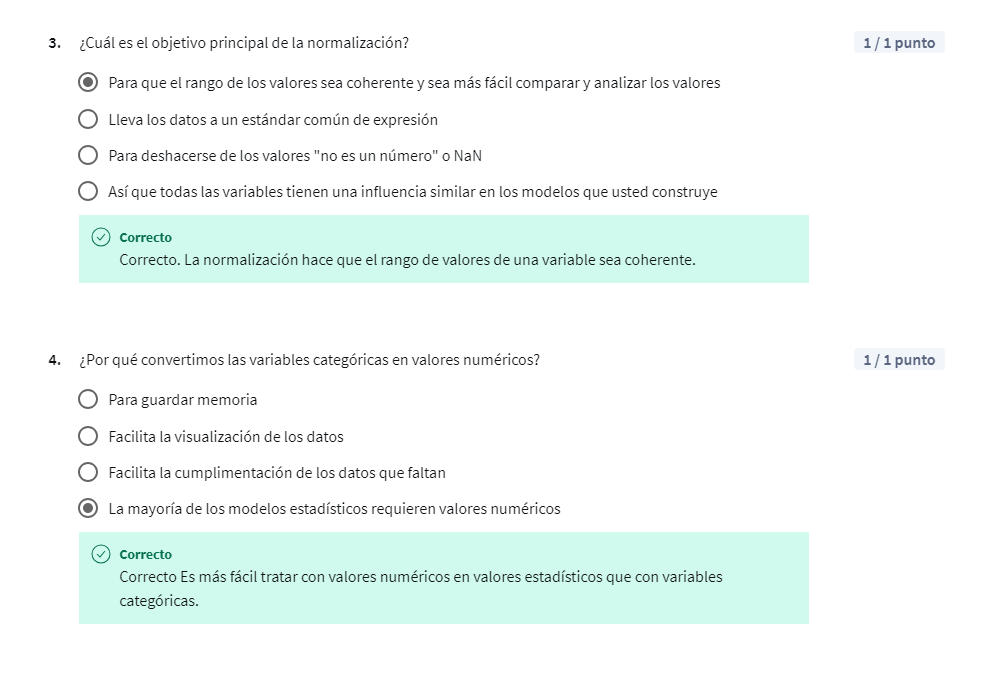 3. ¿Cuál es el objetivo principal de la normalización? 1 / 1 punto
Para que el rango de los valores sea coherente y sea más fácil comparar y analizar los valores
Lleva los datos a un estándar común de expresión
Para deshacerse de los valores "no es un número" o NaN
Así que todas las variables tienen una influencia similar en los modelos que usted construye
Correcto
Correcto. La normalización hace que el rango de valores de una variable sea coherente.
4. ¿Por qué convertimos las variables categóricas en valores numéricos? 1 / 1 punto
Para guardar memoria
Facilita la visualización de los datos
Facilita la cumplimentación de los datos que faltan
La mayoría de los modelos estadísticos requieren valores numéricos
Correcto
Correcto Es más fácil tratar con valores numéricos en valores estadísticos que con variables
categóricas.